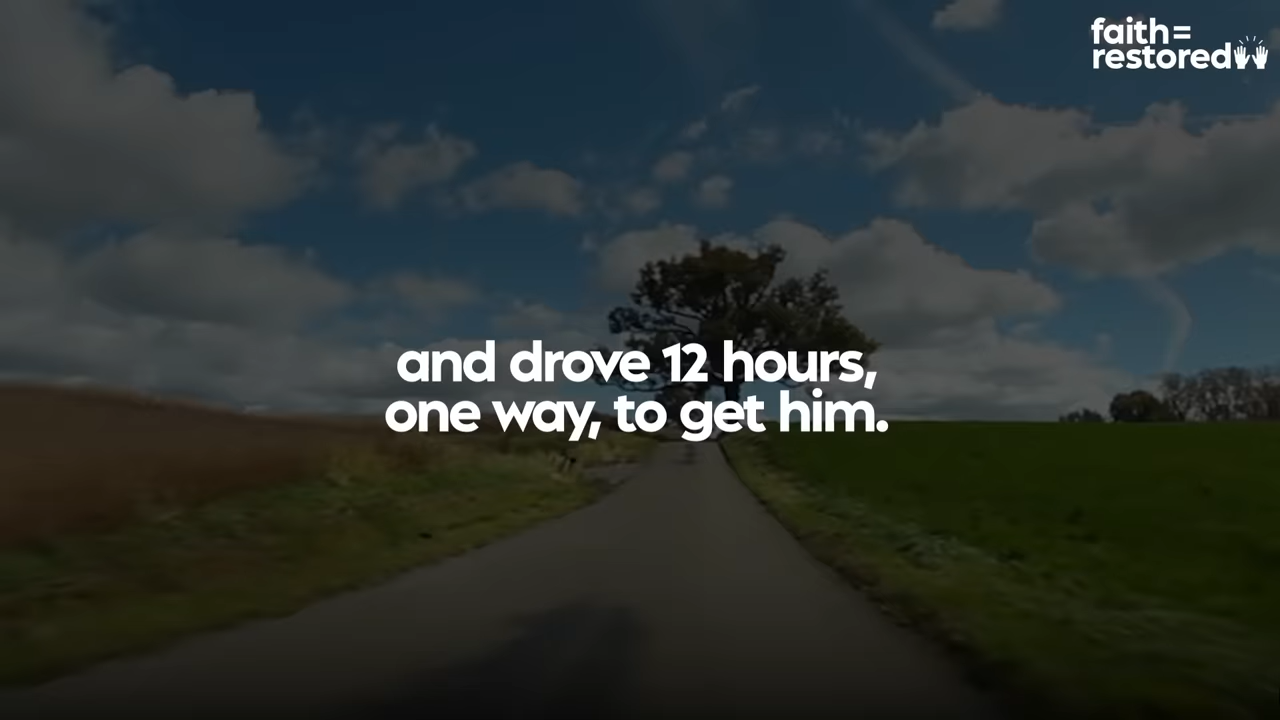 faith=
restored
and drove 12 hours,
one way, to get him.